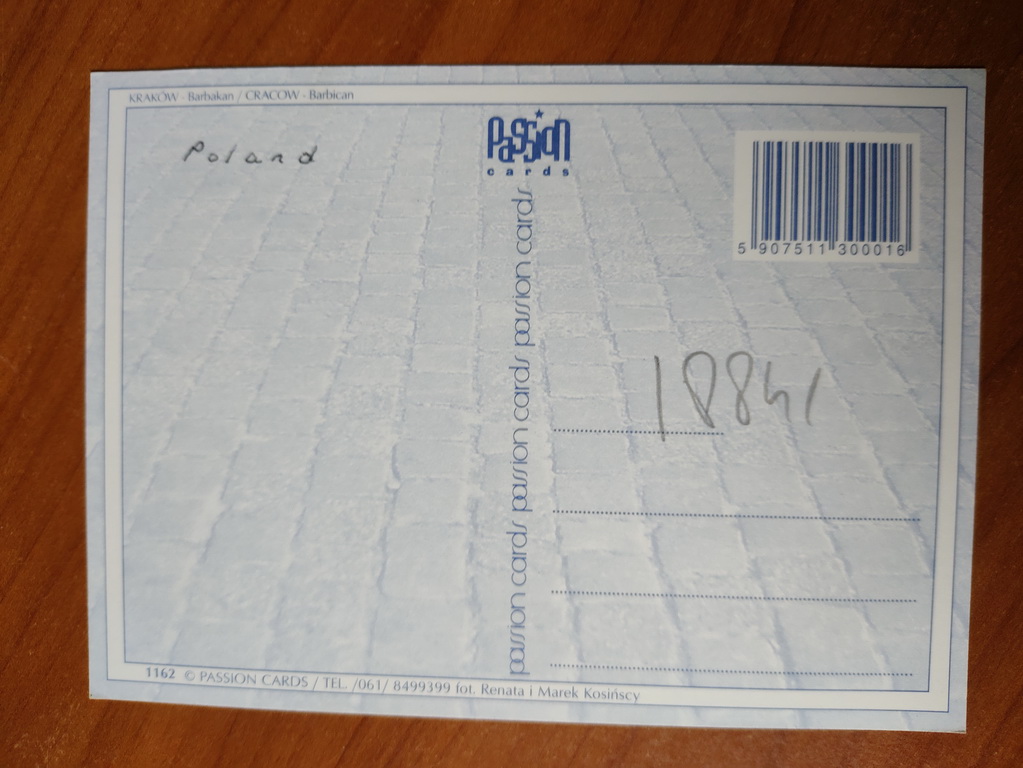 KRAKÓW - Barbakan / CRACOW - Barbican
Poland
passion
cards
5 907511 300016
18841
passion cards passion cards passion cards
1162 © PASSION CARDS / TEL. /061/ 8499399 fot. Renata i Marek Kosińscy